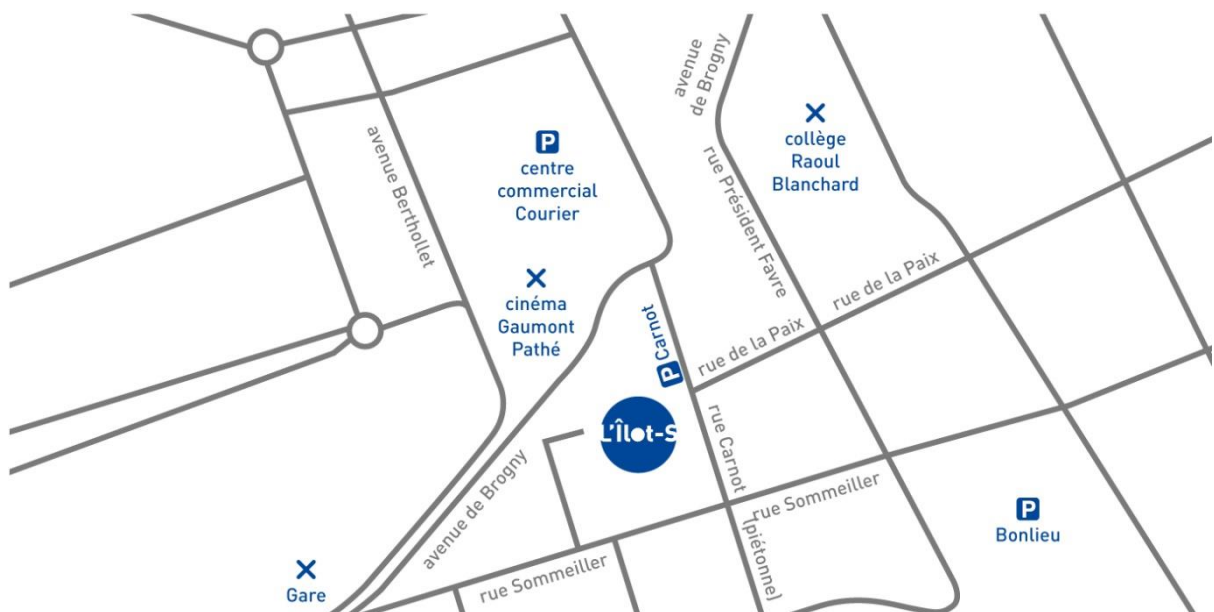 avenue
de Brogny
P
centre
commercial
Courier
collège
Raoul
Blanchard
avenue Berthollet
rue Président Favre
cinéma
Gaumont
Pathé
P Carnot
rue de la Paix
rue de la Paix
L'Îlot-S
rue Carnot
(piétonne)
avenue de Brogny
rue Sommeiller
rue Sommeiller
P
Bonlieu
Gare